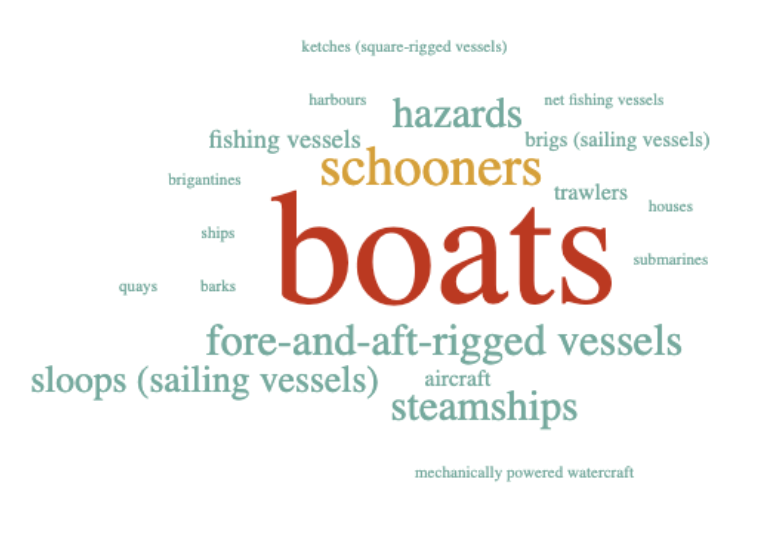 ketches (square-rigged vessels)
harbours
hazards
net fishing vessels
fishing vessels
brigs (sailing vessels)
schooners
brigantines
trawlers
houses
ships
boats
submarines
quays
barks
fore-and-aft-rigged vessels
sloops (sailing vessels)
aircraft
steamships
mechanically powered watercraft